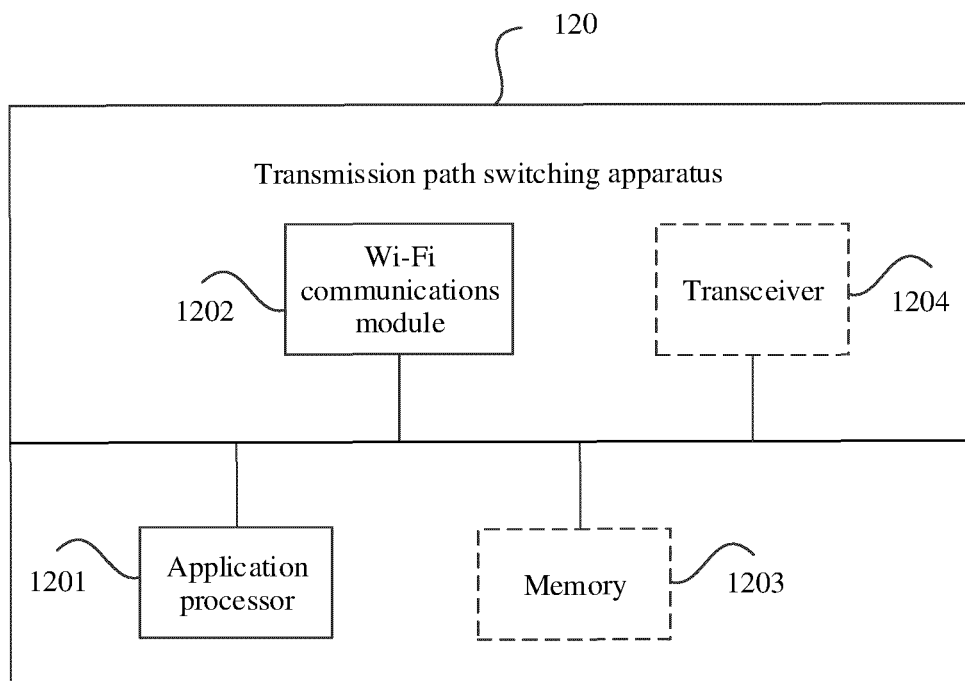 120
Transmission path switching apparatus
Wi-Fi
communications
module
1202
Transceiver
1204
Application
processor
1201
Memory
1203